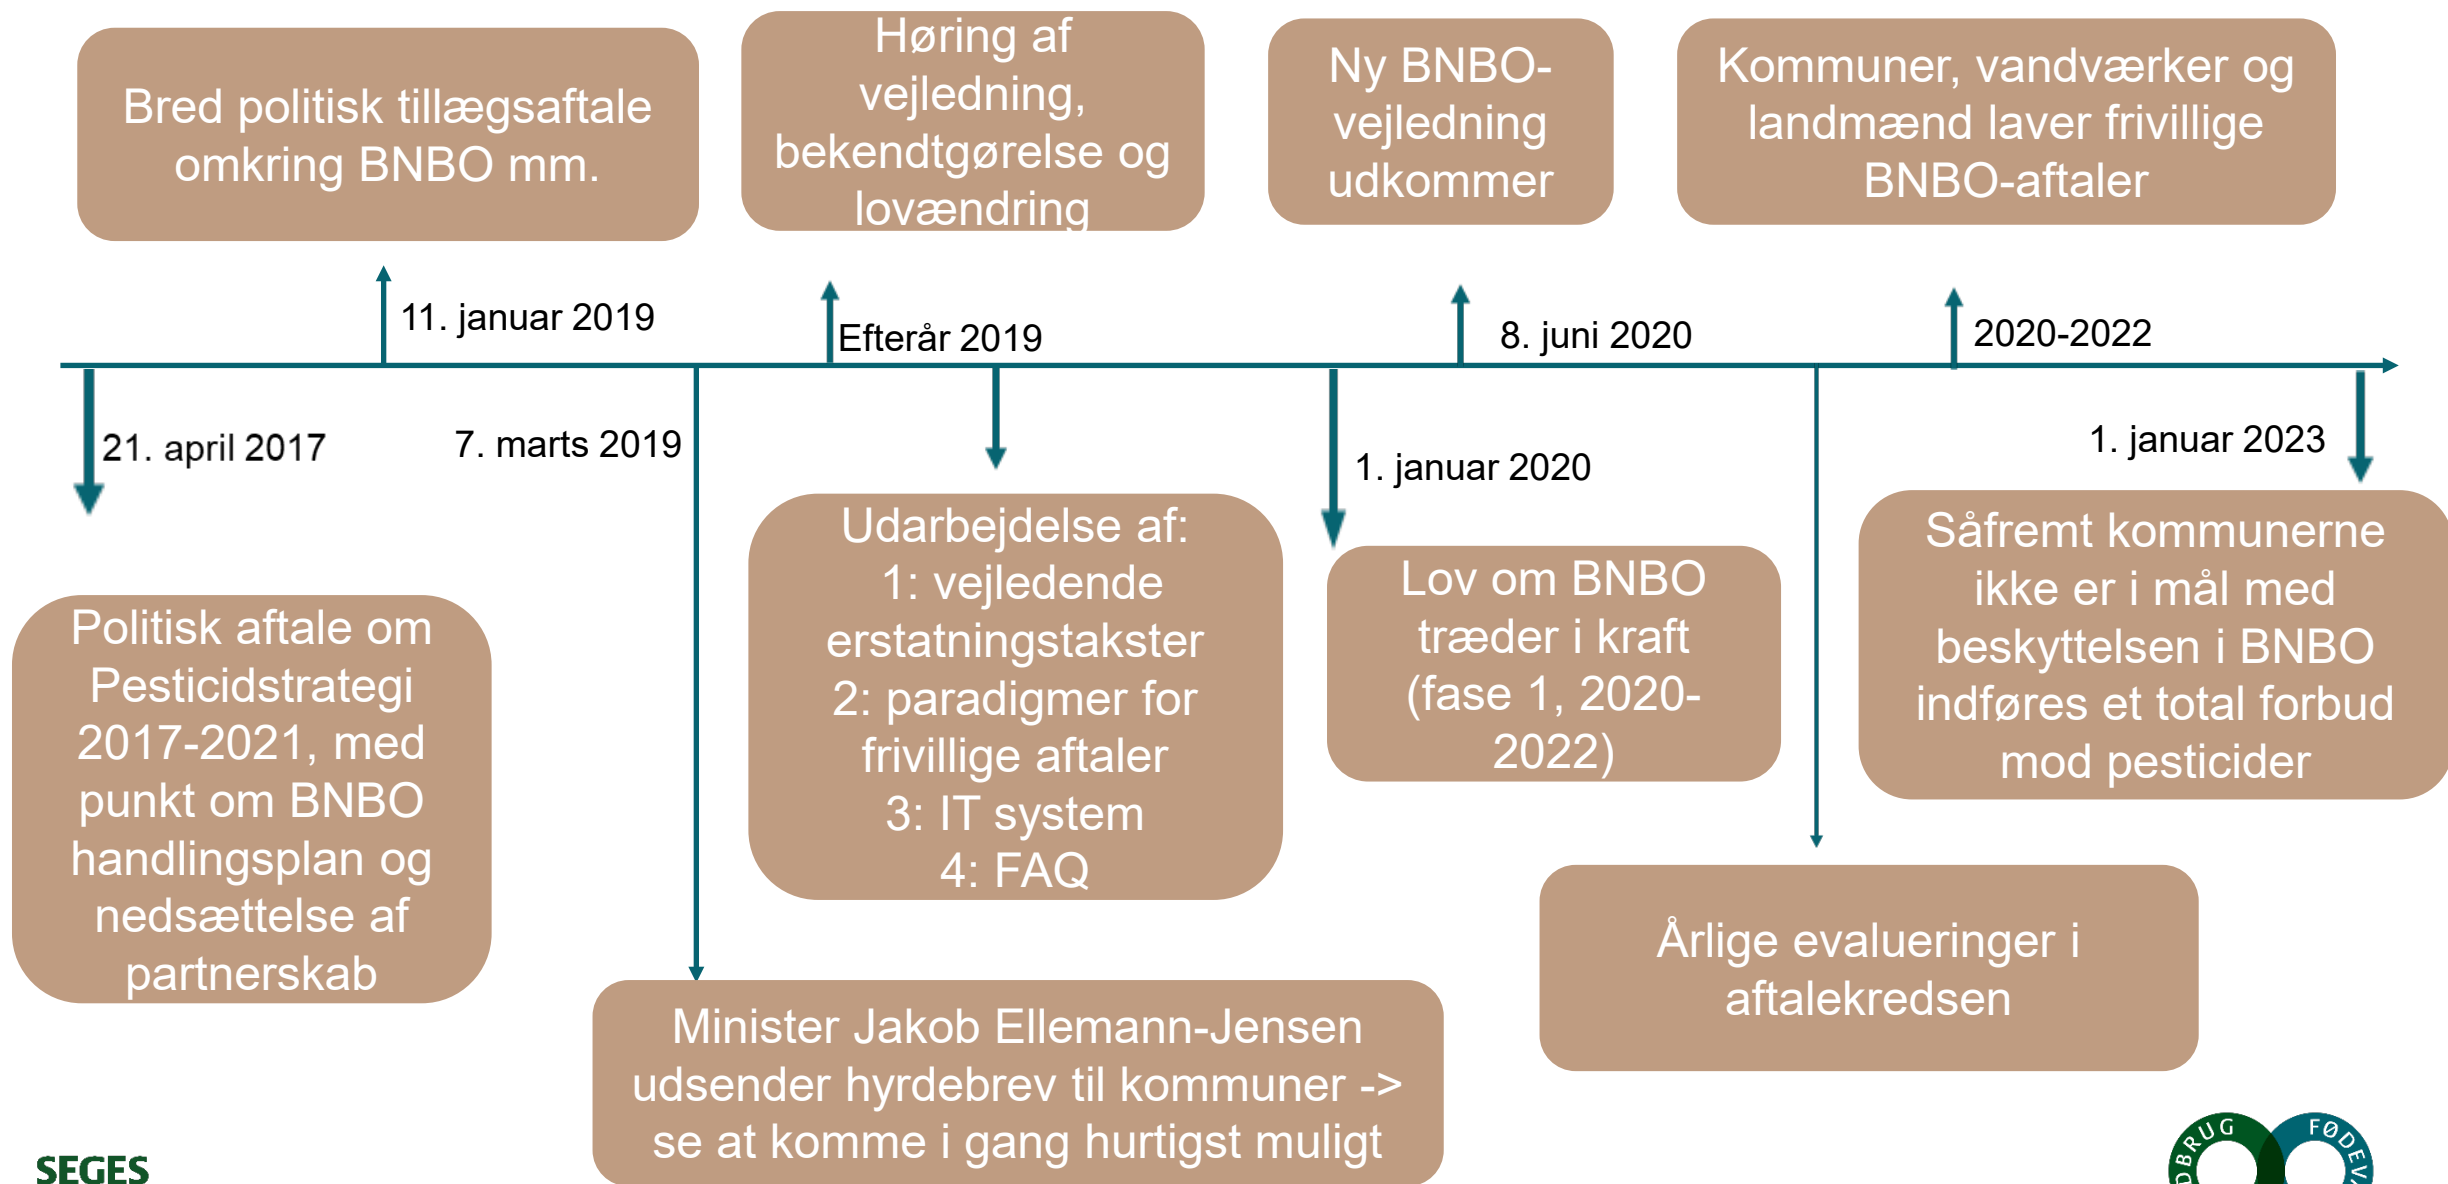 Bred politisk tillægsaftale
omkring BNBO mm.
Høring af
vejledning,
bekendtgørelse og
lovændring
Ny BNBO-
vejledning
udkommer
Kommuner, vandværker og
landmænd laver frivillige
BNBO-aftaler
11. januar 2019
Efterår 2019
8. juni 2020
2020-2022
21. april 2017
7. marts 2019
1. januar 2020
1. januar 2023
Politisk aftale om
Pesticidstrategi
2017-2021, med
punkt om BNBO
handlingsplan og
nedsættelse af
partnerskab
Udarbejdelse af:
1: vejledende
erstatningstakster
2: paradigmer for
frivillige aftaler
3: IT system
4: FAQ
Lov om BNBO
træder i kraft
(fase 1, 2020-
2022)
Såfremt kommunerne
ikke er i mål med
beskyttelsen i BNBO
indføres et total forbud
mod pesticider
Minister Jakob Ellemann-Jensen
udsender hyrdebrev til kommuner ->
se at komme i gang hurtigst muligt
Årlige evalueringer i
aftalekredsen
SEGES